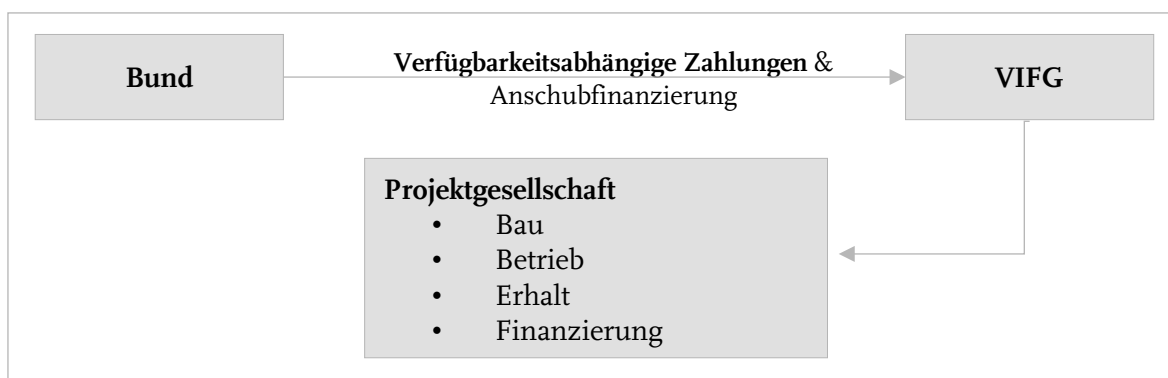 Bund
Verfügbarkeitsabhängige Zahlungen &
Anschubfinanzierung
VIFG
Projektgesellschaft
• Bau
• Betrieb
• Erhalt
• Finanzierung